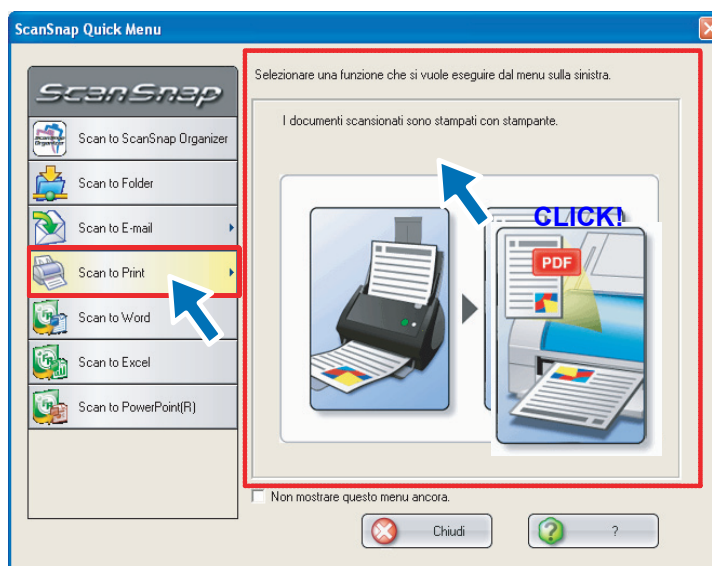 ScanSnap Quick Menu
ScanSnap
Scan to ScanSnap Organizer
Scan to Folder
Scan to E-mail
Scan to Print
Scan to Word
Scan to Excel
Scan to PowerPoint(R)
Selezionare una funzione che si vuole eseguire dal menu sulla sinistra.
I documenti scansionati sono stampati con stampante.
CLICK!
PDF
Non mostrare questo menu ancora.
Chiudi
?